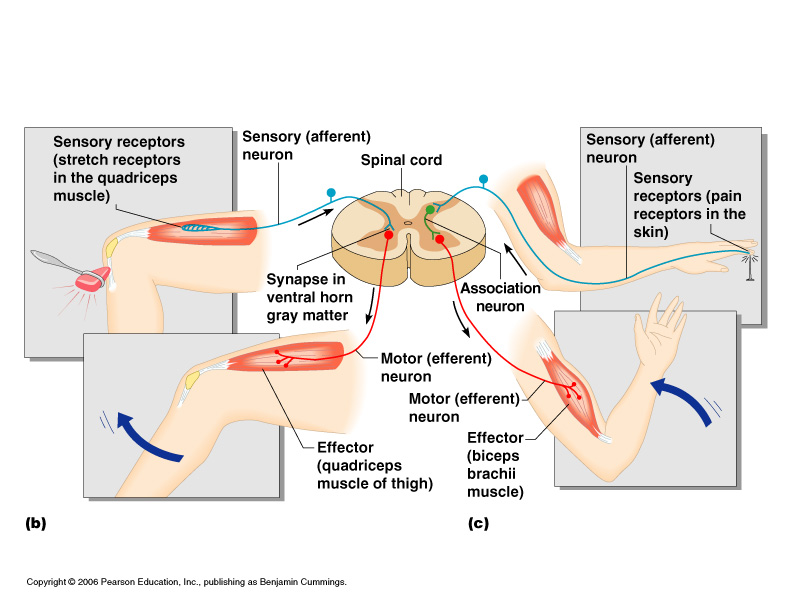 Sensory receptors
(stretch receptors
in the quadriceps
muscle)
Sensory (afferent)
neuron
Spinal cord
Sensory (afferent)
neuron
Sensory
receptors (pain
receptors in the
skin)
Synapse in
ventral horn
gray matter
Association
neuron
Motor (efferent)
neuron
Motor (efferent)
neuron
Effector
(quadriceps
muscle of thigh)
Effector
(biceps
brachii
muscle)
(b)
(c)
Copyright © 2006 Pearson Education, Inc., publishing as Benjamin Cummings.